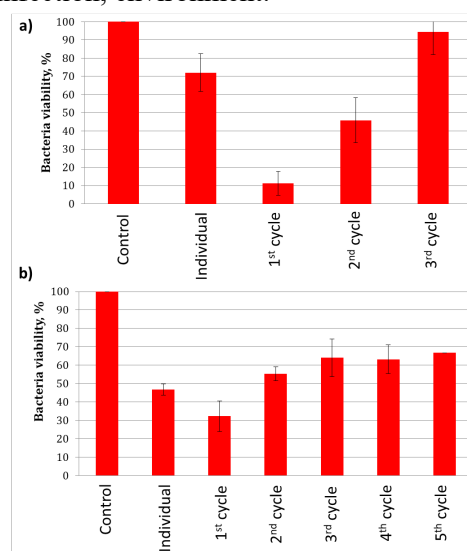 infection, environment.
a)
Bacteria viability, %
100
90
80
70
60
50
40
30
20
10
0
Control
Individual
1st cycle
2nd cycle
3rd cycle
b)
Bacteria viability, %
100
90
80
70
60
50
40
30
20
10
0
Control
Individual
1st cycle
2nd cycle
3rd cycle
4th cycle
5th cycle